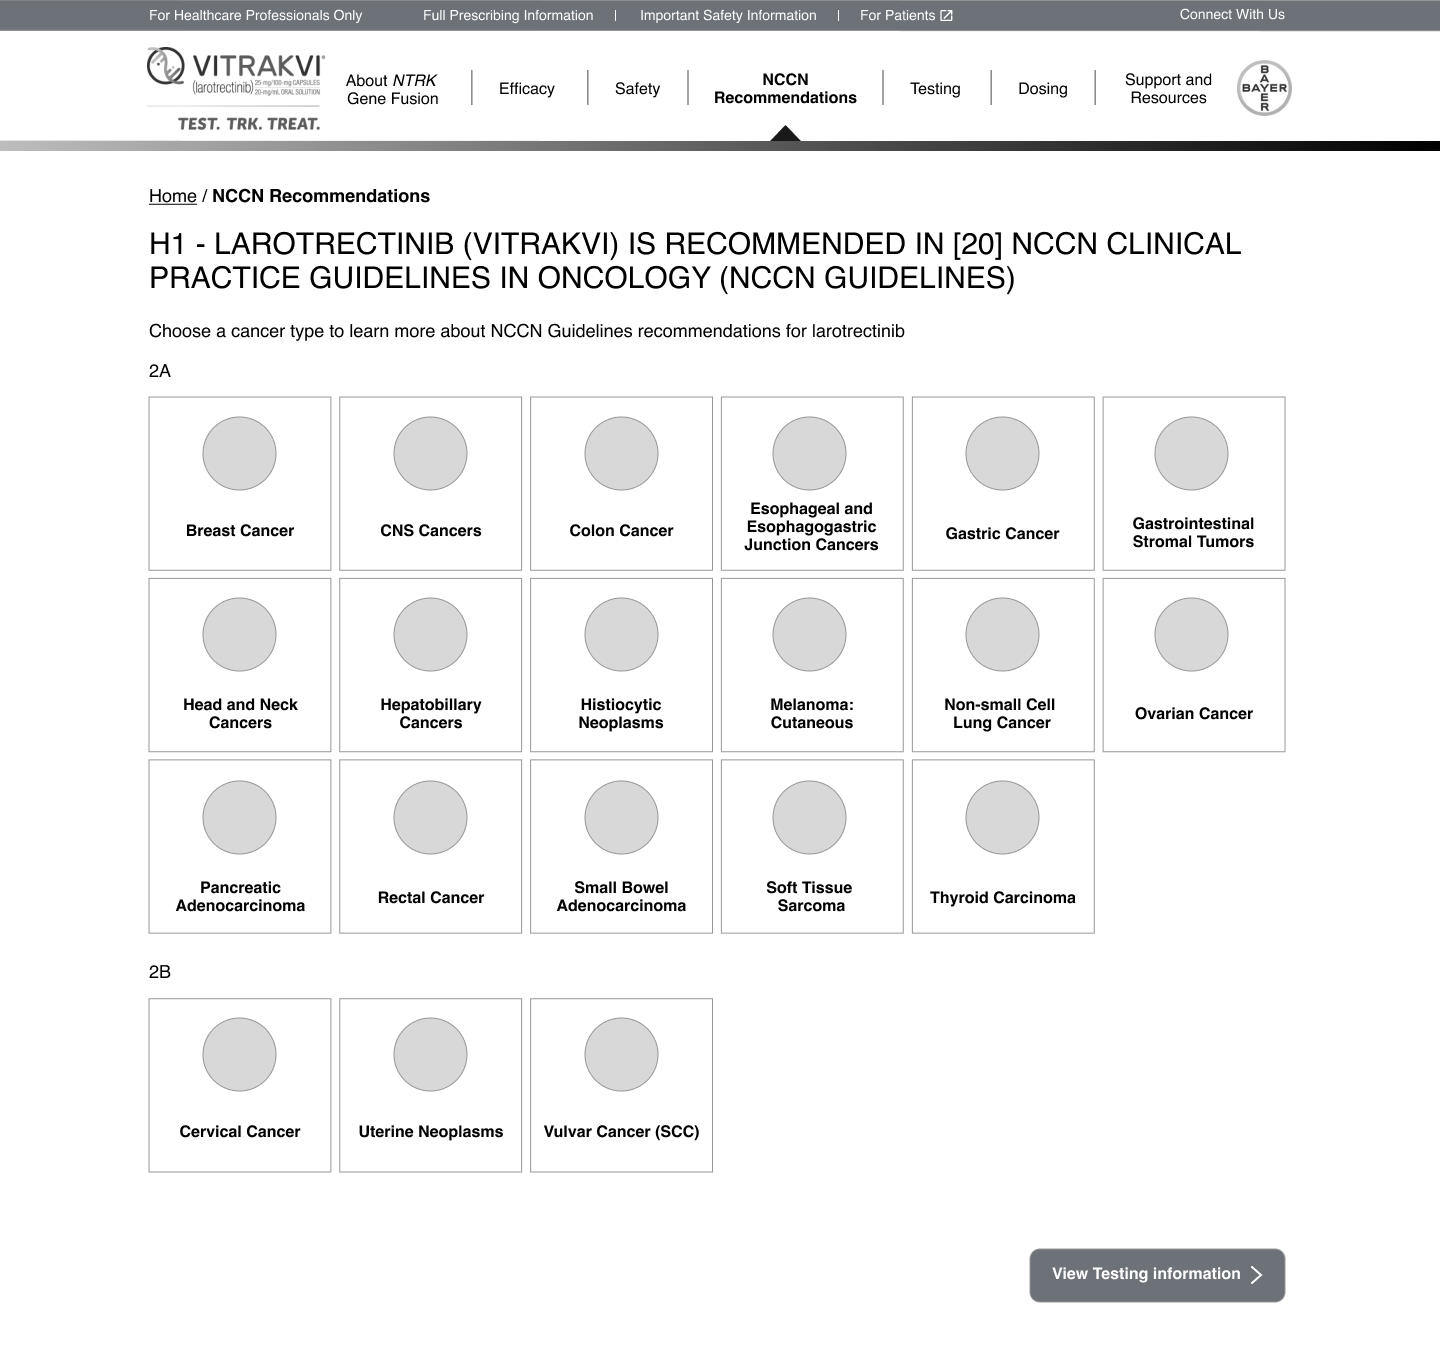 For Healthcare Professionals Only
Full Prescribing Information | Important Safety Information | For Patients
Connect With Us
VITRAKVI®
(larotrectinib) 25 mg/100 mg CAPSULES
20 mg/mL ORAL SOLUTION
TEST. TRK. TREAT.
About NTRK
Gene Fusion
Efficacy
Safety
NCCN
Recommendations
Testing
Dosing
Support and
Resources
BAYER
BAYER
Home / NCCN Recommendations
H1 - LAROTRECTINIB (VITRAKVI) IS RECOMMENDED IN [20] NCCN CLINICAL
PRACTICE GUIDELINES IN ONCOLOGY (NCCN GUIDELINES)
Choose a cancer type to learn more about NCCN Guidelines recommendations for larotrectinib
2A
Breast Cancer
CNS Cancers
Colon Cancer
Esophageal and
Esophagogastric
Junction Cancers
Gastric Cancer
Gastrointestinal
Stromal Tumors
Head and Neck
Cancers
Hepatobillary
Cancers
Histiocytic
Neoplasms
Melanoma:
Cutaneous
Non-small Cell
Lung Cancer
Ovarian Cancer
Pancreatic
Adenocarcinoma
Rectal Cancer
Small Bowel
Adenocarcinoma
Soft Tissue
Sarcoma
Thyroid Carcinoma
2B
Cervical Cancer
Uterine Neoplasms
Vulvar Cancer (SCC)
View Testing information